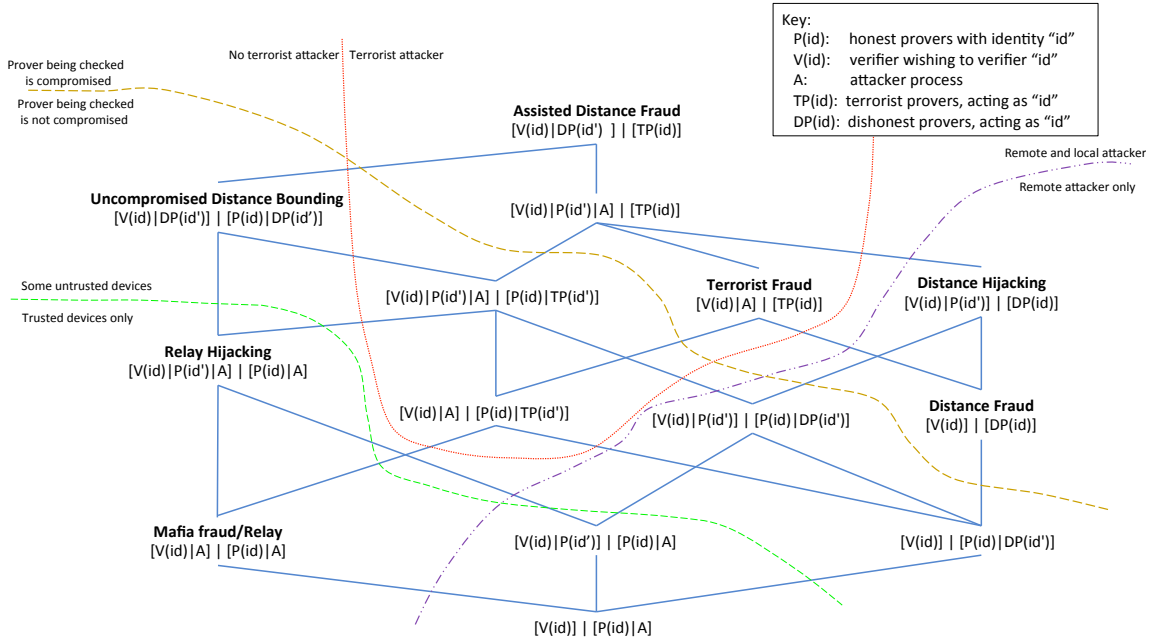 Key:
P(id): honest provers with identity “id”
V(id): verifier wishing to verifier “id”
A: attacker process
TP(id): terrorist provers, acting as “id”
DP(id): dishonest provers, acting as “id”
No terrorist attacker
Terrorist attacker
Prover being checked
is compromised
Prover being checked
is not compromised
Assisted Distance Fraud
[V(id)|DP(id') ] | [TP(id)]
Remote and local attacker
Remote attacker only
Uncompromised Distance Bounding
[V(id)|DP(id')] | [P(id)|DP(id’)]
[V(id)|P(id')|A] | [TP(id)]
Some untrusted devices
Trusted devices only
[V(id)|P(id')|A] | [P(id)|TP(id')]
Terrorist Fraud
[V(id)|A] | [TP(id)]
Distance Hijacking
[V(id)|P(id')] | [DP(id)]
Relay Hijacking
[V(id)|P(id')|A] | [P(id)|A]
[V(id)|A] | [P(id)|TP(id')]
[V(id)|P(id')] | [P(id)|DP(id')]
Distance Fraud
[V(id)] | [DP(id)]
Mafia fraud/Relay
[V(id)|A] | [P(id)|A]
[V(id)|P(id’)] | [P(id)|A]
[V(id)] | [P(id)|DP(id')]
[V(id)] | [P(id)|A]